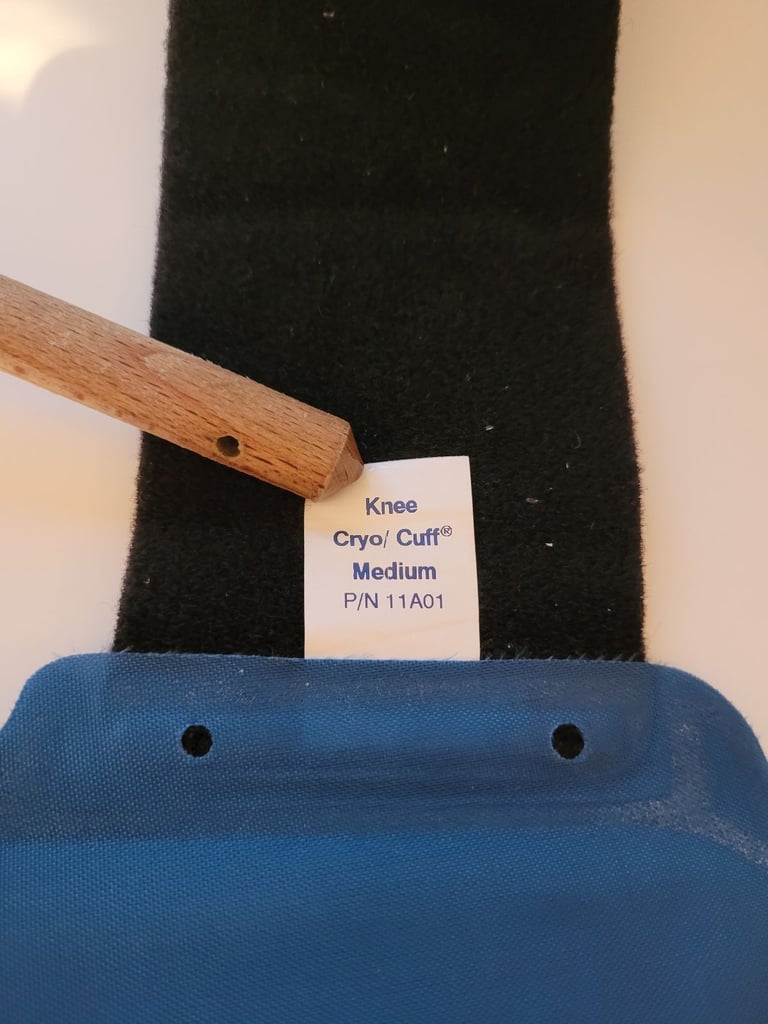 Knee
Cryo/ Cuff®
Medium
P/N 11A01